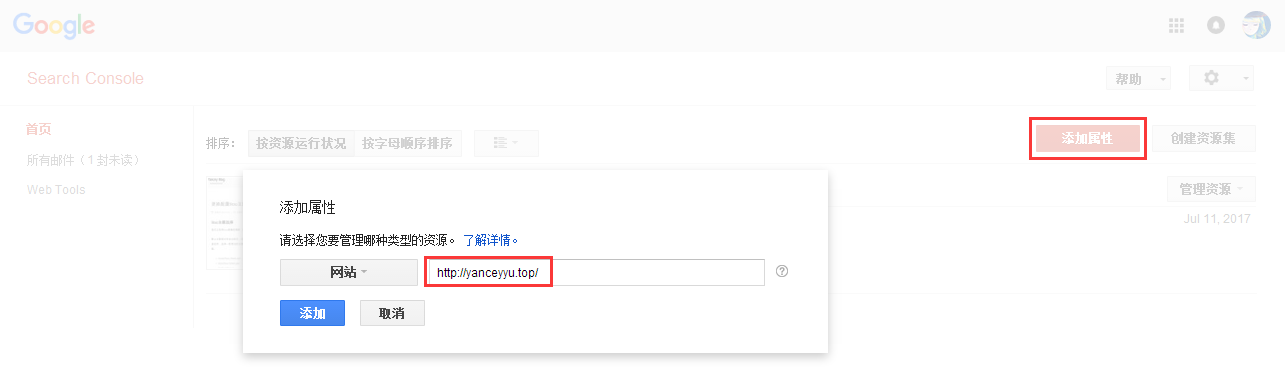 Google
Search Console
帮助
首页
排序：
按资源运行状况
按字母顺序排序
添加属性
创建资源集
所有邮件（1 封未读）
Web Tools
管理资源
Jul 11, 2017
添加属性
请选择您要管理哪种类型的资源。 了解详情。
网站
http://yanceyyu.top/
添加
取消